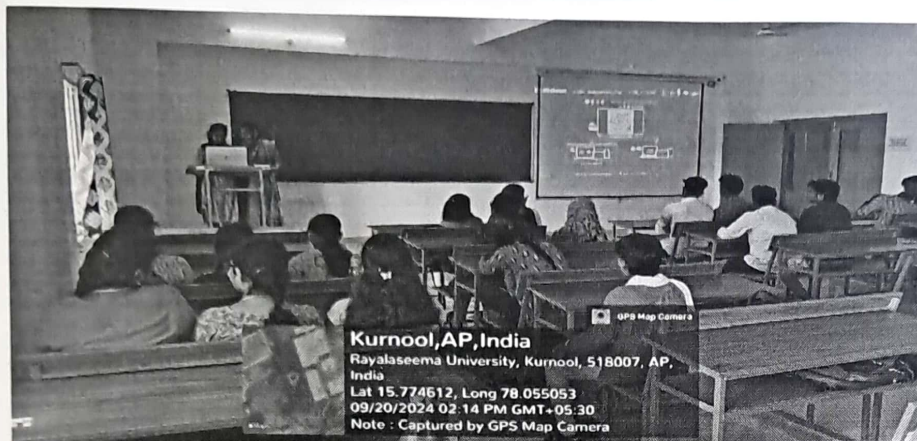 GPS Map Camera
Kurnool,AP,India
Rayalaseema University, Kurnool, 518007, AP,
India
Lat 15.774612, Long 78.055053
09/20/2024 02:14 PM GMT+05:30
Note : Captured by GPS Map Camera